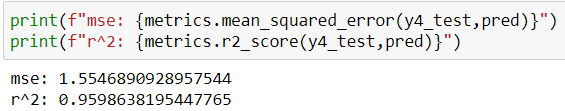 print(f"mse: {metrics.mean_squared_error(y4_test,pred)}")
print(f"r^2: {metrics.r2_score(y4_test,pred)}")
mse: 1.5546890928957544
r^2: 0.9598638195447765